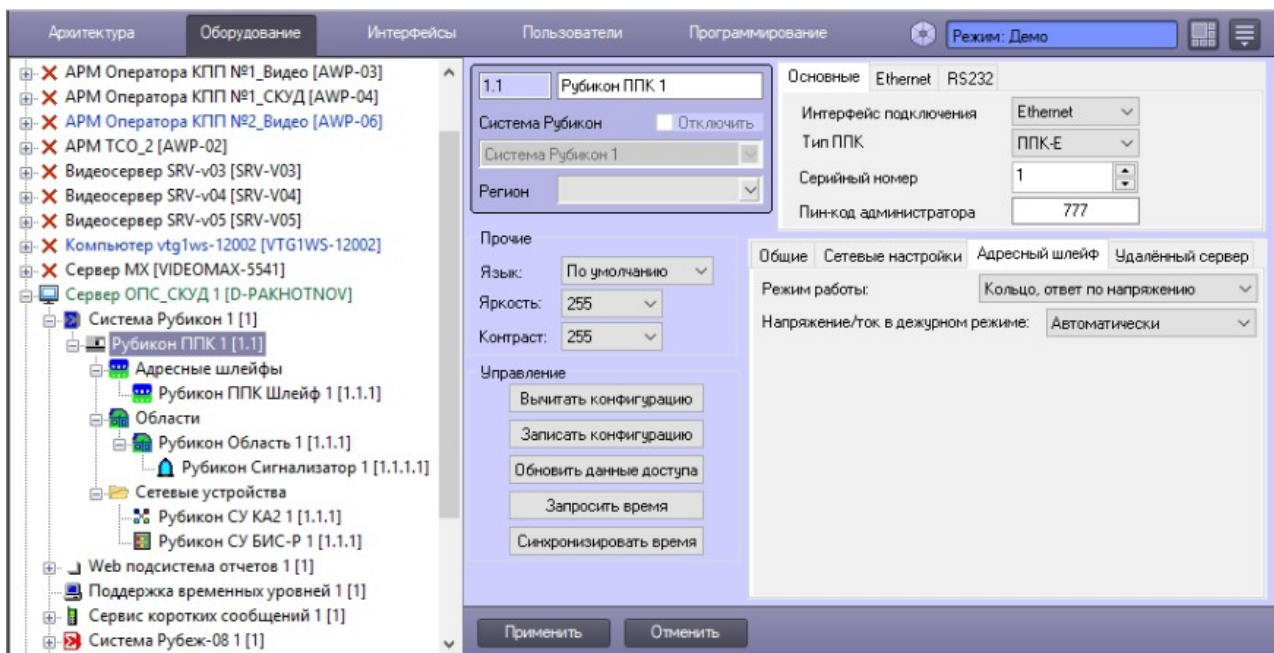 Архитектура Оборудование Интерфейсы Пользователи Программирование Режим: Демо
АРМ Оператора КПП №1_Видео [AWP-03]
АРМ Оператора КПП №1_СКУД [AWP-04]
АРМ Оператора КПП №2_Видео [AWP-06]
АРМ ТСО_2 [AWP-02]
Видеосервер SRV-v03 [SRV-V03]
Видеосервер SRV-v04 [SRV-V04]
Видеосервер SRV-v05 [SRV-V05]
Компьютер vtg1ws-12002 [VTG1WS-12002]
Сервер MX [VIDEOMAX-5541]
Сервер ОПС_СКУД 1 [D-PAKHOTNOV]
Система Рубикон 1 [1]
Рубикон ППК 1 [1.1]
Адресные шлейфы
Рубикон ППК Шлейф 1 [1.1.1]
Области
Рубикон Область 1 [1.1.1]
Рубикон Сигнализатор 1 [1.1.1.1]
Сетевые устройства
Рубикон СУ КА2 1 [1.1.1]
Рубикон СУ БИС-Р 1 [1.1.1]
Web подсистема отчетов 1 [1]
Поддержка временных уровней 1 [1]
Сервис коротких сообщений 1 [1]
Система Рубеж-08 1 [1]
1.1 Рубикон ППК 1
Система Рубикон Отключить
Система Рубикон 1
Регион
Прочие
Язык: По умолчанию
Яркость: 255
Контраст: 255
Управление
Вычитать конфигурацию
Записать конфигурацию
Обновить данные доступа
Запросить время
Синхронизировать время
Основные Ethernet RS232
Интерфейс подключения Ethernet
Тип ППК ППК-Е
Серийный номер 1
Пин-код администратора 777
Общие Сетевые настройки Адресный шлейф Удалённый сервер
Режим работы: Кольцо, ответ по напряжению
Напряжение/ток в дежурном режиме: Автоматически
Применить Отменить